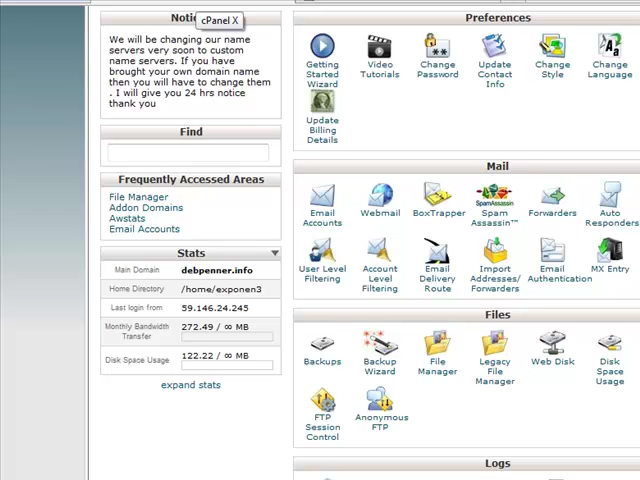 Notic
cPanel X
We will be changing our name
servers very soon to custom
name servers. If you have
brought your own domain name
then you will have to change them
. I will give you 24 hrs notice
thank you
Find
Frequently Accessed Areas
File Manager
Addon Domains
Awstats
Email Accounts
Stats
Main Domain debpenner.info
Home Directory /home/exponen3
Last login from 59.146.24.245
Monthly Bandwidth
Transfer
272.49 / ∞ MB
Disk Space Usage 122.22 / ∞ MB
expand stats
Preferences
Getting
Started
Wizard
Video
Tutorials
Change
Password
Update
Contact
Info
Change
Style
Change
Language
Update
Billing
Details
Mail
Email
Accounts
Webmail
BoxTrapper
SpamAssassin
Spam
Assassin™
Forwarders
Auto
Responders
User Level
Filtering
Account
Level
Filtering
Email
Delivery
Route
Import
Addresses/
Forwarders
Email
Authentication
MX Entry
Files
Backups
Backup
Wizard
File
Manager
Legacy
File
Manager
Web Disk
Disk
Space
Usage
FTP
Session
Control
Anonymous
FTP
Logs